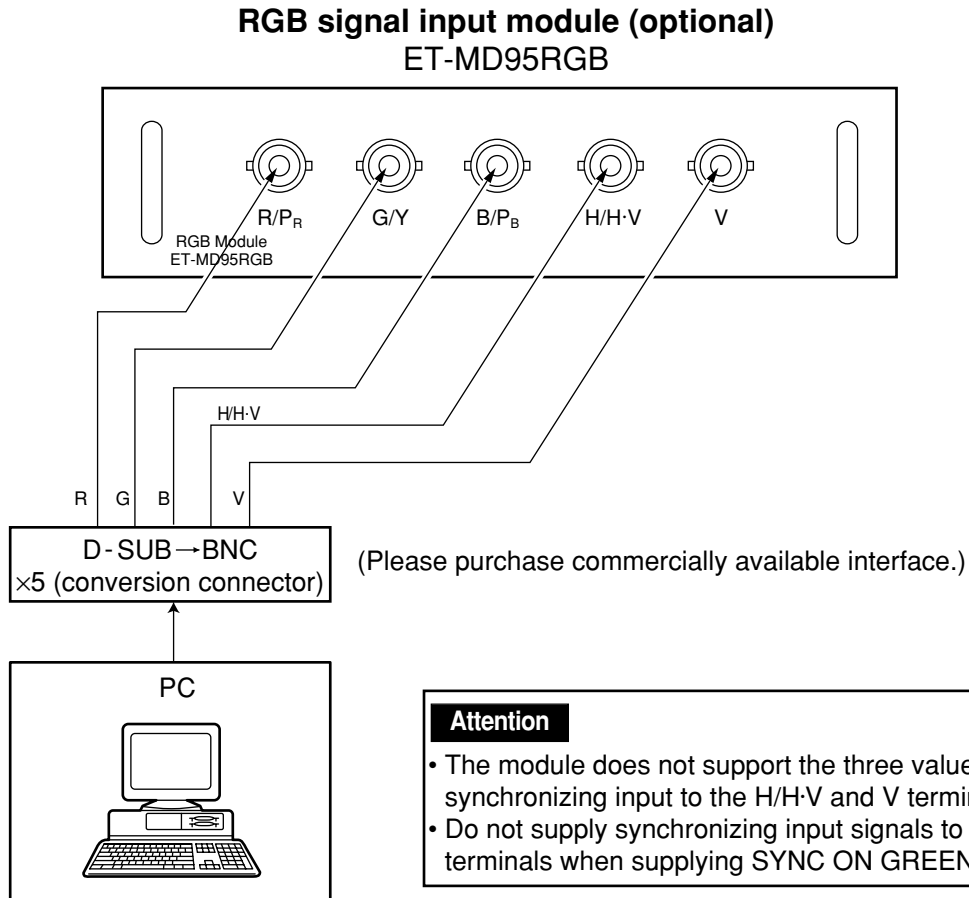 RGB signal input module (optional)
ET-MD95RGB
R/PR
G/Y
B/PB
H/H·V
V
RGB Module
ET-MD95RGB
H/H·V
R
G
B
V
D-SUB→BNC
×5 (conversion connector)
(Please purchase commercially available interface.)
PC
Attention
• The module does not support the three value
synchronizing input to the H/H·V and V termin
• Do not supply synchronizing input signals to
terminals when supplying SYNC ON GREEN